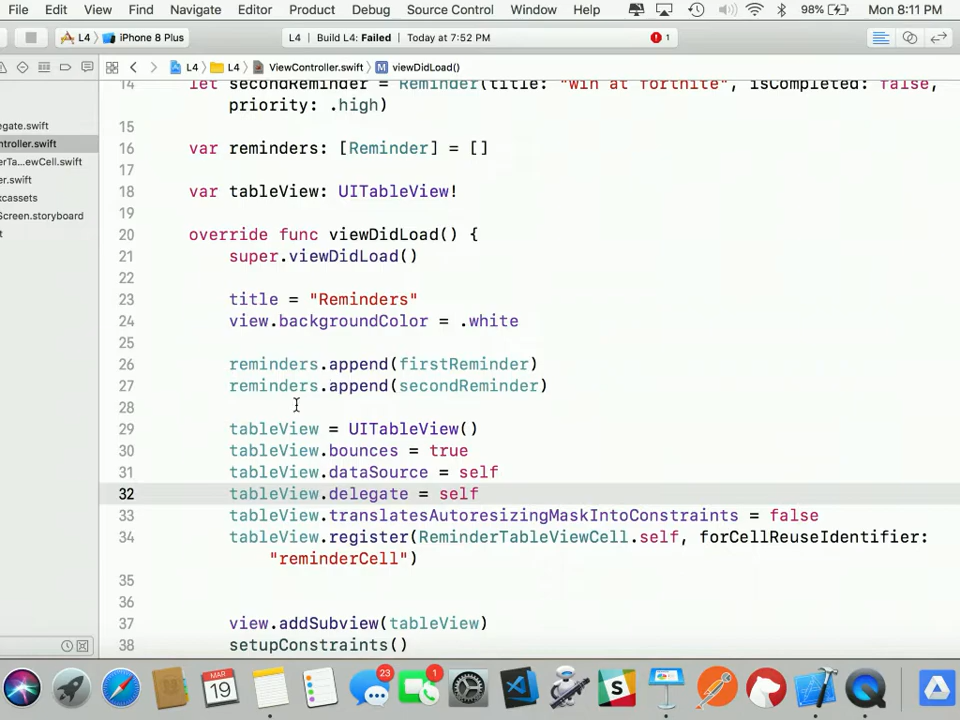 File Edit View Find Navigate Editor Product Debug Source Control Window Help 98% Mon 8:11 PM
L4 iPhone 8 Plus L4 | Build L4: Failed | Today at 7:52 PM 1
L4 L4 ViewController.swift M viewDidLoad()
14 let secondReminder = Reminder(title: "win at fortnite", isCompleted: false,
priority: .high)
15
16 var reminders: [Reminder] = []
17
18 var tableView: UITableView!
19
20 override func viewDidLoad() {
21 super.viewDidLoad()
22
23 title = "Reminders"
24 view.backgroundColor = .white
25
26 reminders.append(firstReminder)
27 reminders.append(secondReminder)
28
29 tableView = UITableView()
30 tableView.bounces = true
31 tableView.dataSource = self
32 tableView.delegate = self
33 tableView.translatesAutoresizingMaskIntoConstraints = false
34 tableView.register(ReminderTableViewCell.self, forCellReuseIdentifier:
"reminderCell")
35
36
37 view.addSubview(tableView)
38 setupConstraints()
egate.swift
ntroller.swift
erTa...ewCell.swift
er.swift
xcassets
Screen.storyboard
t
MAR
19
23
1